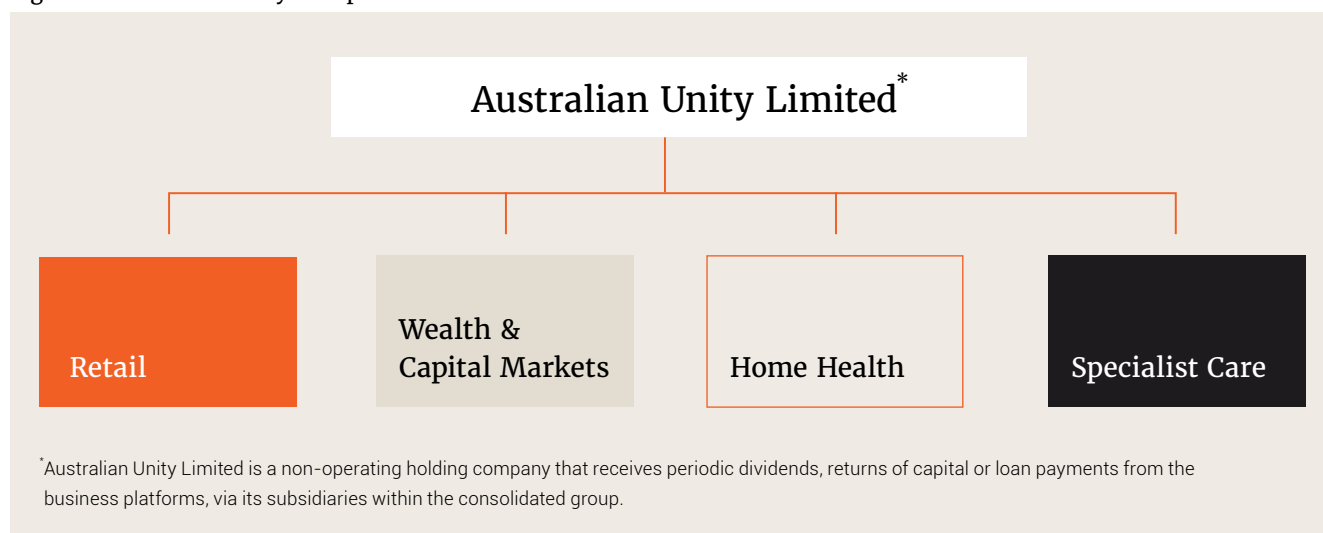 Australian Unity Limited*
Retail
Wealth &
Capital Markets
Home Health
Specialist Care
*Australian Unity Limited is a non-operating holding company that receives periodic dividends, returns of capital or loan payments from the
business platforms, via its subsidiaries within the consolidated group.